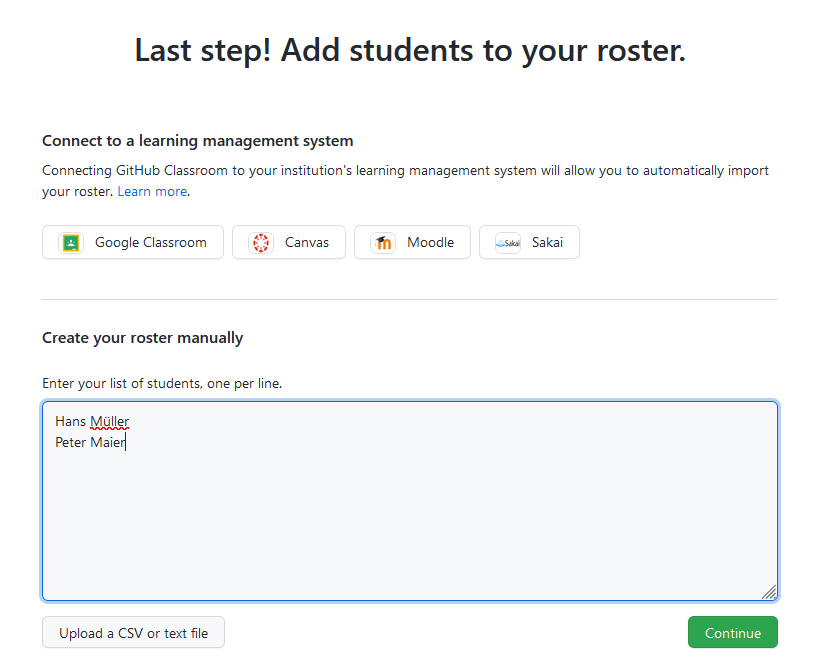 Last step! Add students to your roster.
Connect to a learning management system
Connecting GitHub Classroom to your institution's learning management system will allow you to automatically import
your roster. Learn more.
Google Classroom
Canvas
Moodle
Sakai
Sakai
Create your roster manually
Enter your list of students, one per line.
Hans Müller
Peter Maier
Upload a CSV or text file
Continue